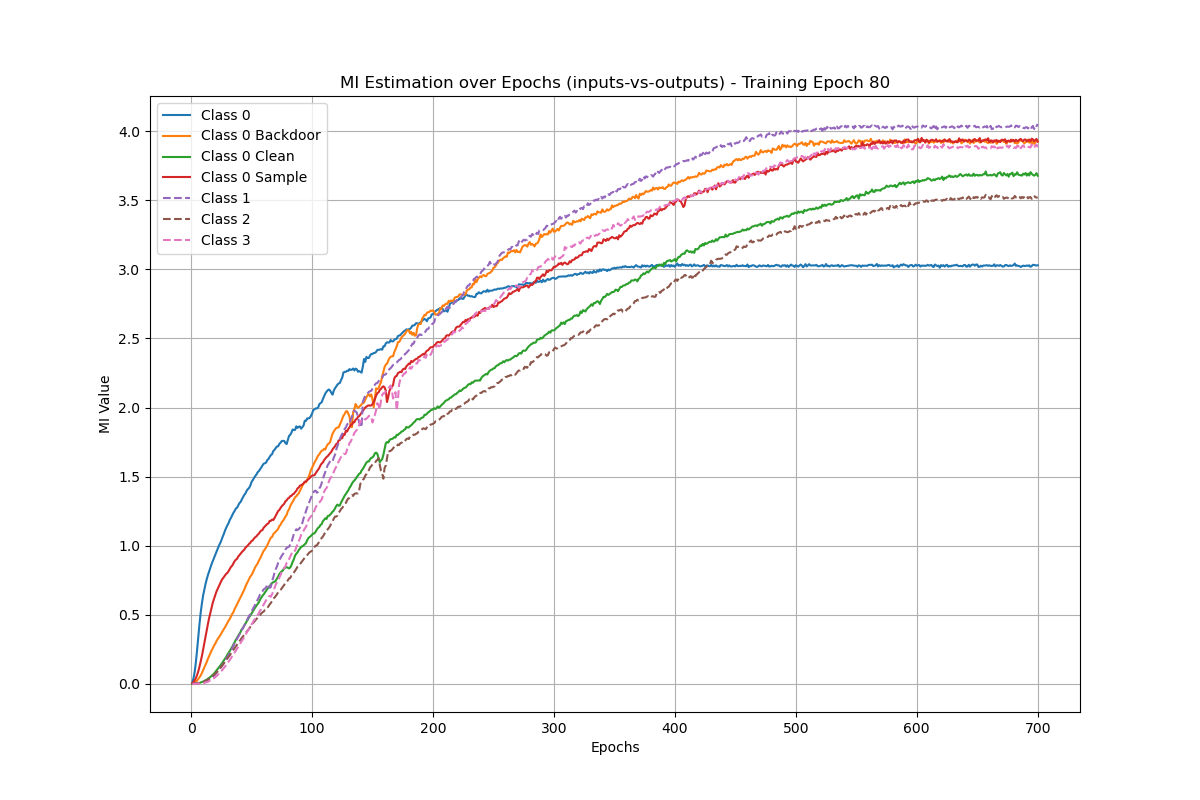 MI Estimation over Epochs (inputs-vs-outputs) - Training Epoch 80
Class 0
Class 0 Backdoor
Class 0 Clean
Class 0 Sample
Class 1
Class 2
Class 3
MI Value
4.0
3.5
3.0
2.5
2.0
1.5
1.0
0.5
0.0
0 100 200 300 400 500 600 700
Epochs